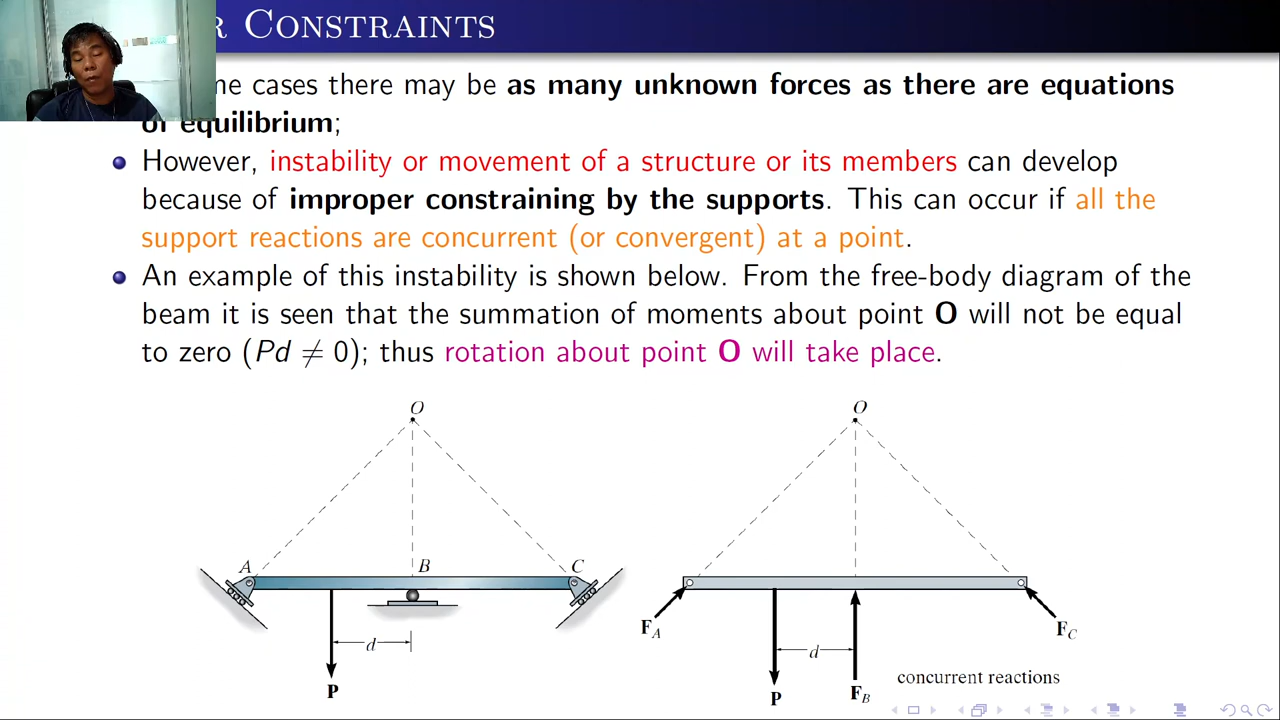 r Constraints
me cases there may be as many unknown forces as there are equations
of equilibrium;
However, instability or movement of a structure or its members can develop
because of improper constraining by the supports. This can occur if all the
support reactions are concurrent (or convergent) at a point.
An example of this instability is shown below. From the free-body diagram of the
beam it is seen that the summation of moments about point O will not be equal
to zero (Pd ≠ 0); thus rotation about point O will take place.
O
O
A
B
C
d
P
F_A
F_C
d
P
F_B
concurrent reactions